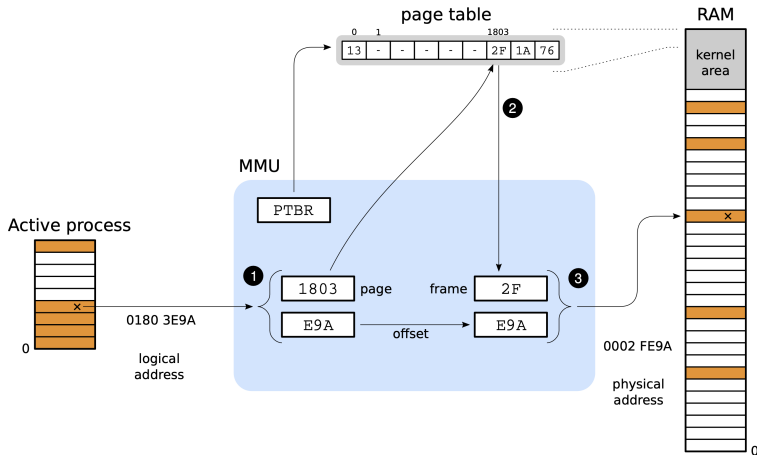 page table
RAM
0 1 1803
13 - - - - - 2F 1A 76
kernel
area
2
MMU
PTBR
Active process
1
3
1803 page
frame 2F
E9A
offset
E9A
0180 3E9A
logical
address
0
0002 FE9A
physical
address
0